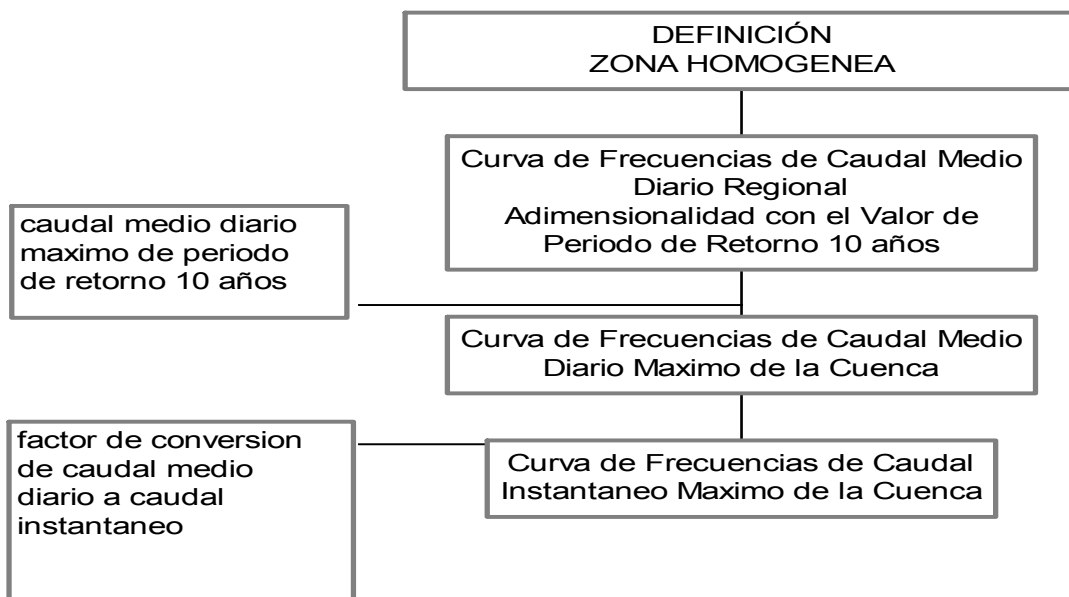 DEFINICIÓN
ZONA HOMOGENEA
Curva de Frecuencias de Caudal Medio
Diario Regional
Adimensionalidad con el Valor de
Periodo de Retorno 10 años
caudal medio diario
maximo de periodo
de retorno 10 años
Curva de Frecuencias de Caudal Medio
Diario Maximo de la Cuenca
factor de conversion
de caudal medio
diario a caudal
instantaneo
Curva de Frecuencias de Caudal
Instantaneo Maximo de la Cuenca